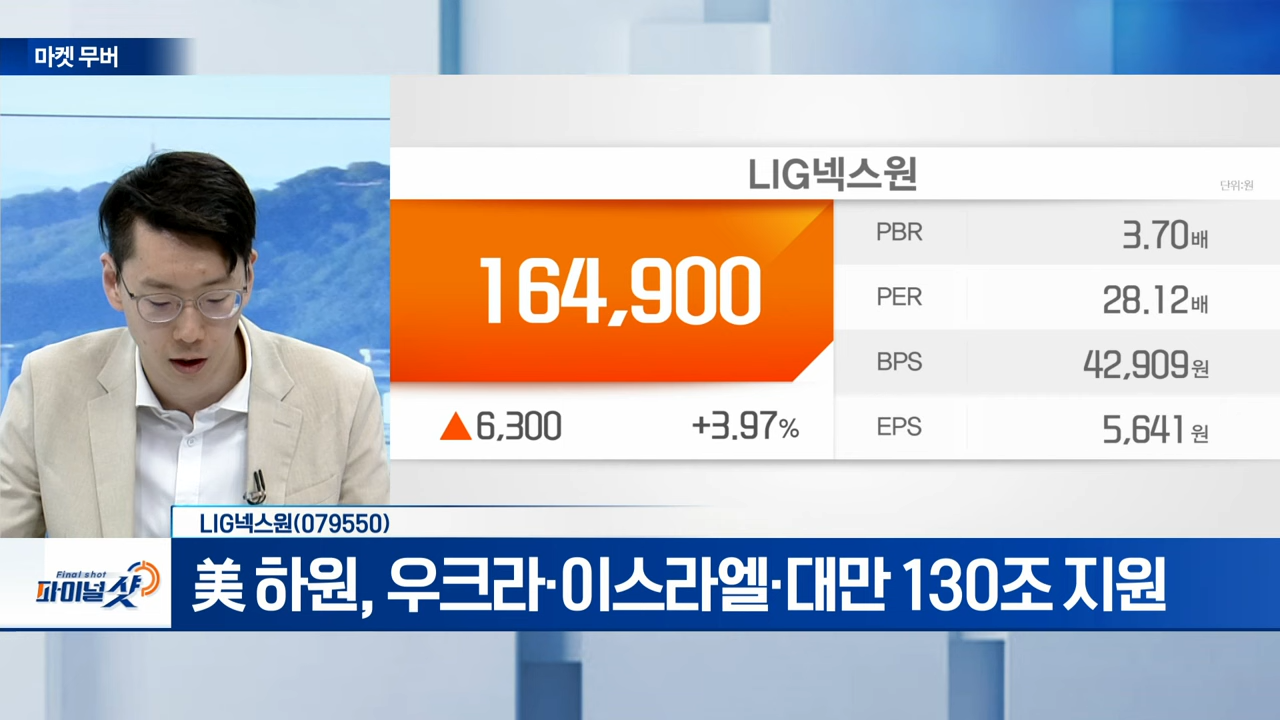 마켓 무버
LIG넥스원
단위:원
164,900
▲6,300 +3.97%
PBR 3.70배
PER 28.12배
BPS 42,909원
EPS 5,641원
LIG넥스원(079550)
Final shot
파이널샷
美 하원, 우크라·이스라엘·대만 130조 지원